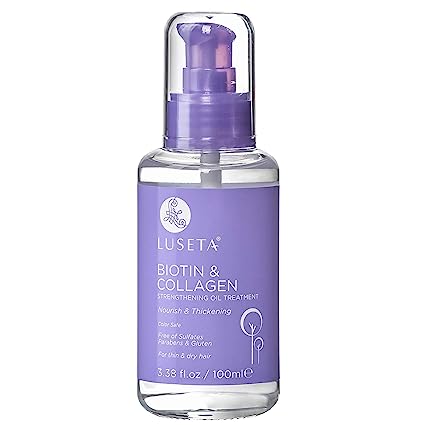 LUSETA®
BIOTIN &
COLLAGEN
STRENGTHENING OIL TREATMENT
Nourish & Thickening
Color Safe
Free of Sulfates
Parabens & Gluten
For thin & dry hair
3.38 fl.oz / 100ml℮